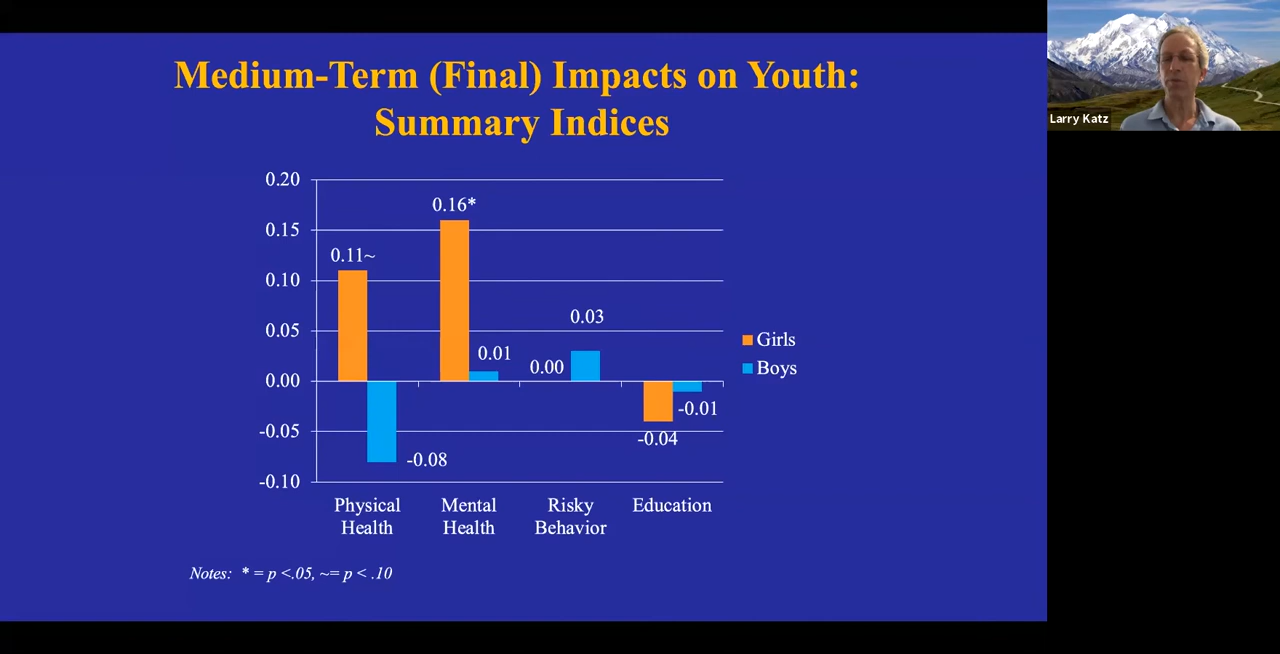 Medium-Term (Final) Impacts on Youth:
Summary Indices
Larry Katz
0.20
0.15
0.10
0.05
0.00
-0.05
-0.10
0.11~
-0.08
0.16*
0.01
0.00
0.03
-0.04
-0.01
Girls
Boys
Physical
Health
Mental
Health
Risky
Behavior
Education
Notes: * = p <.05, ~= p < .10